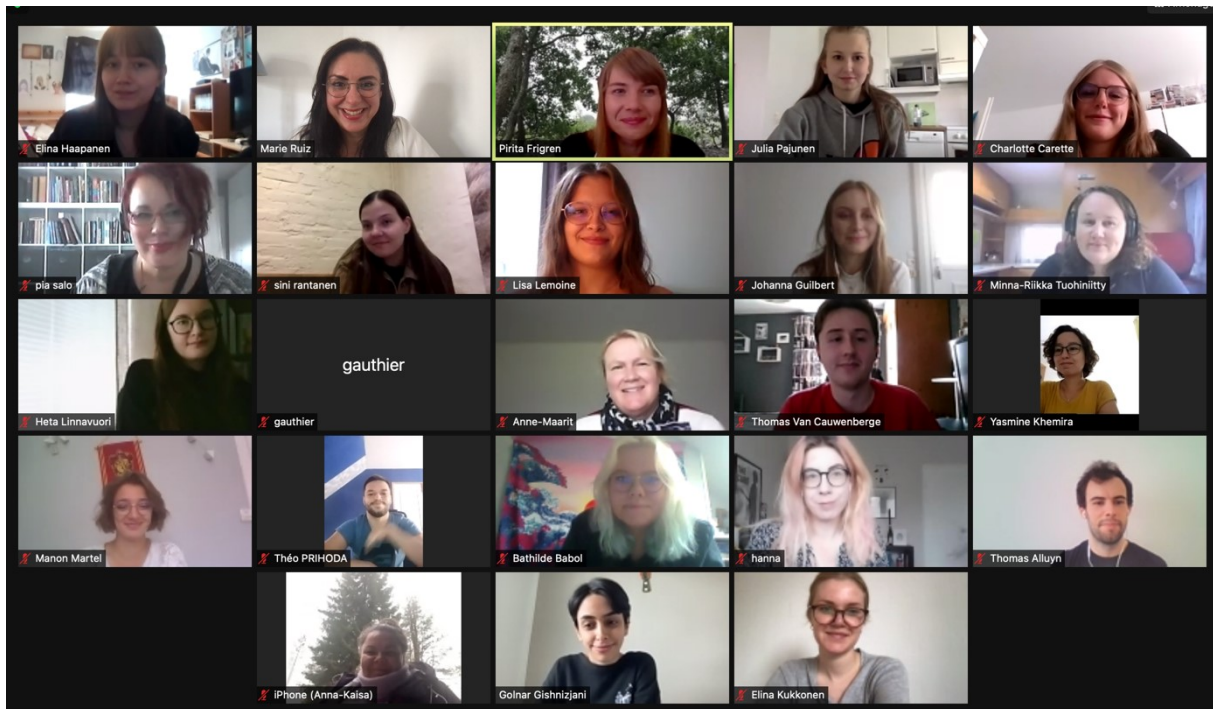 Elina Haapanen
Marie Ruiz
Pirita Frigren
Julia Pajunen
Charlotte Carette
pia salo
sini rantanen
Lisa Lemoine
Johanna Guilbert
Minna-Riikka Tuohiniitty
Heta Linnavuori
gauthier
gauthier
Anne-Maarit
Thomas Van Cauwenberge
Yasmine Khemira
Manon Martel
Théo PRIHODA
Bathilde Babol
hanna
Thomas Alluyn
iPhone (Anna-Kaisa)
Golnar Gishnizjani
Elina Kukkonen